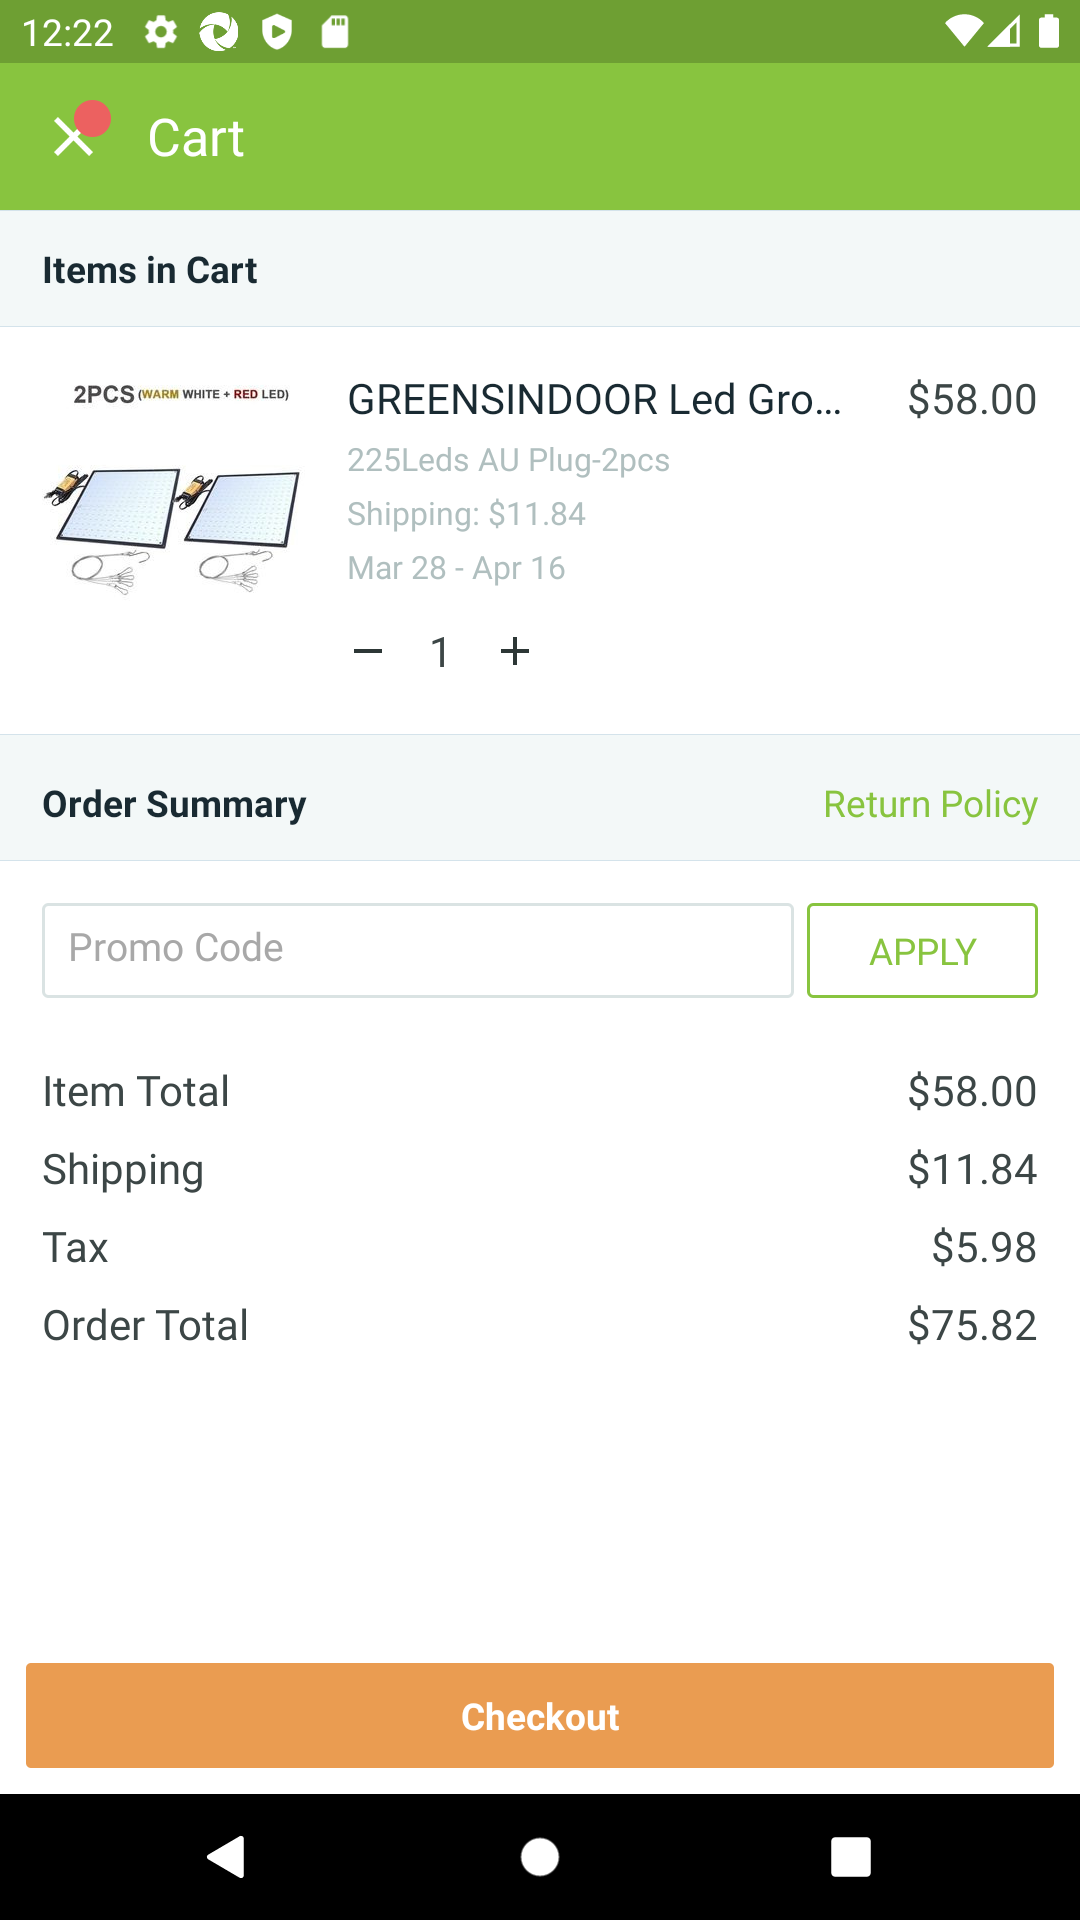 12:22
Cart
Items in Cart
2PCS (WARM WHITE + RED LED)
GREENSINDOOR Led Gro... $58.00
225Leds AU Plug-2pcs
Shipping: $11.84
Mar 28 - Apr 16
1
Order Summary Return Policy
Promo Code APPLY
Item Total $58.00
Shipping $11.84
Tax $5.98
Order Total $75.82
Checkout